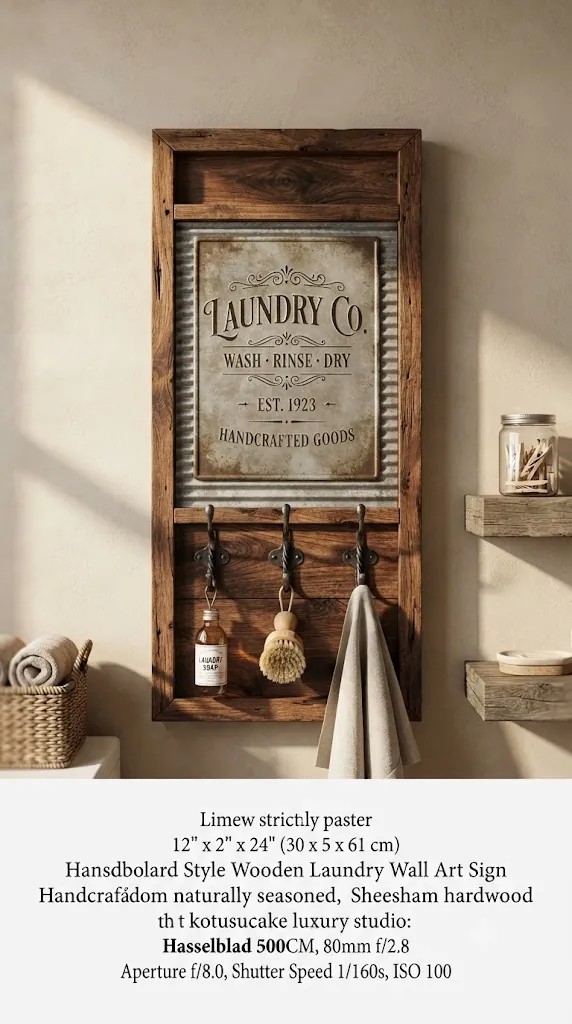 LAUNDRY CO.
WASH · RINSE · DRY
EST. 1923
HANDCRAFTED GOODS
LAUADRY
SSAP
Limew strictly paster
12" x 2" x 24" (30 x 5 x 61 cm)
Hansdbolard Style Wooden Laundry Wall Art Sign
Handcrafádom naturally seasoned, Sheesham hardwood
th t kotusucake luxury studio:
Hasselblad 500CM, 80mm f/2.8
Aperture f/8.0, Shutter Speed 1/160s, ISO 100